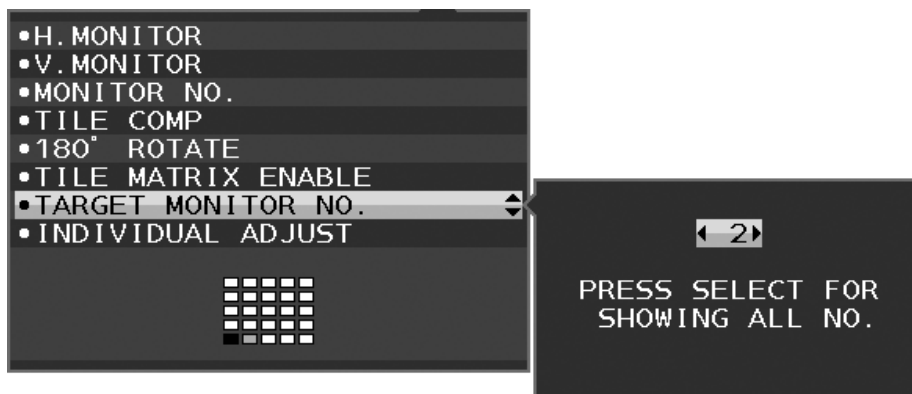 •H.MONITOR
•V.MONITOR
•MONITOR NO.
•TILE COMP
•180° ROTATE
•TILE MATRIX ENABLE
•TARGET MONITOR NO.
•INDIVIDUAL ADJUST
2
PRESS SELECT FOR
SHOWING ALL NO.